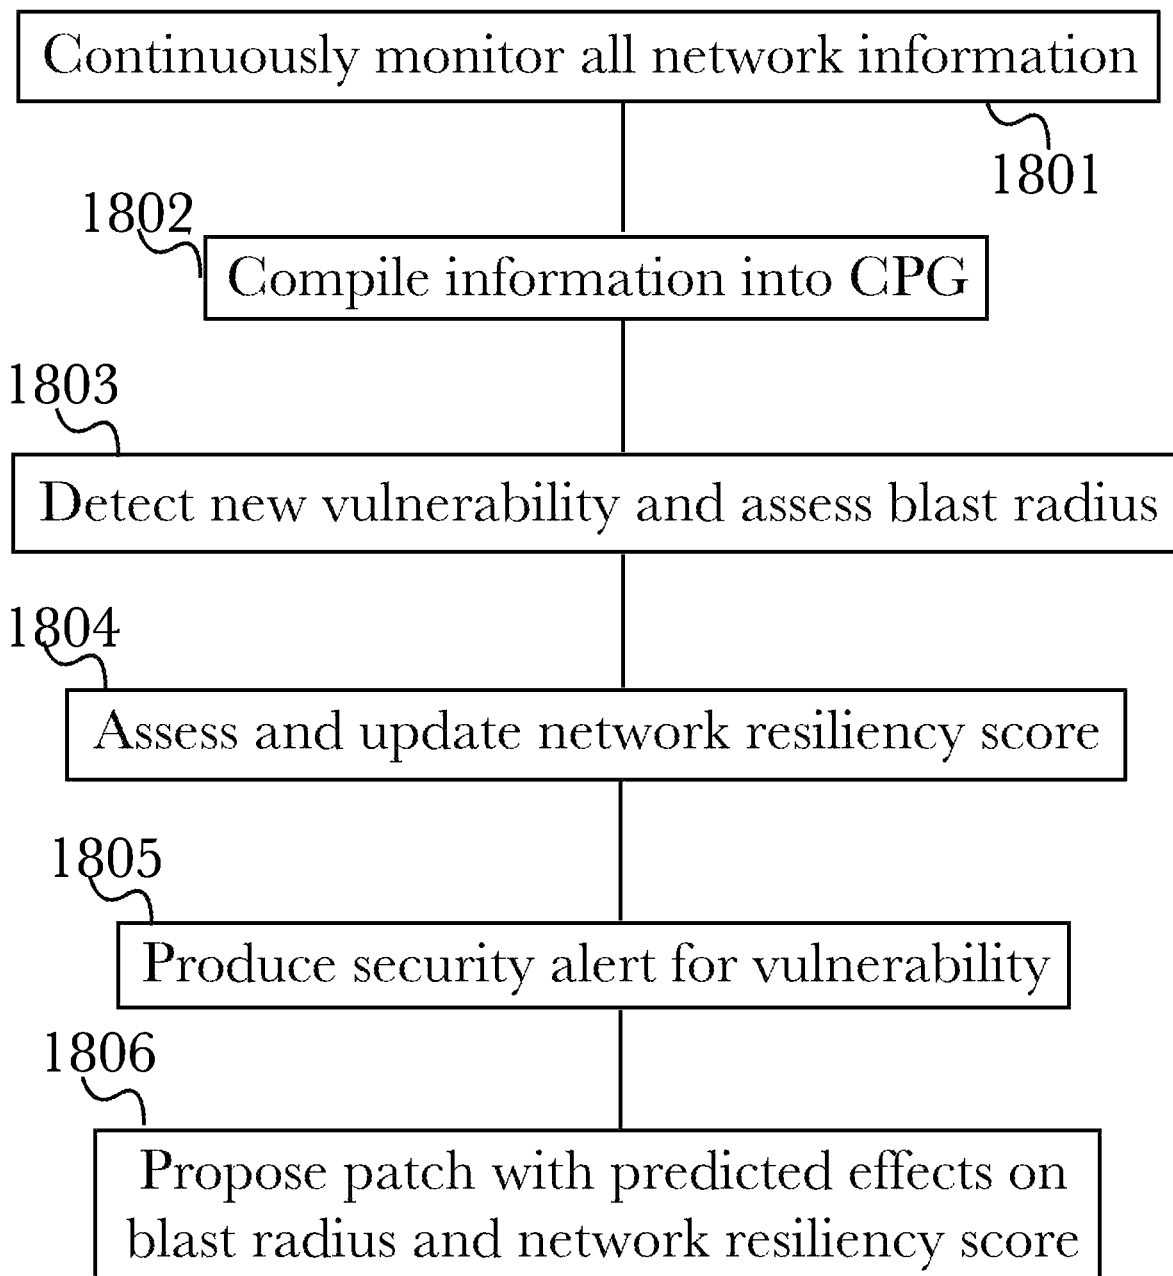 Continuously monitor all network information
1801
1802
Compile information into CPG
1803
Detect new vulnerability and assess blast radius
1804
Assess and update network resiliency score
1805
Produce security alert for vulnerability
1806
Propose patch with predicted effects on
blast radius and network resiliency score